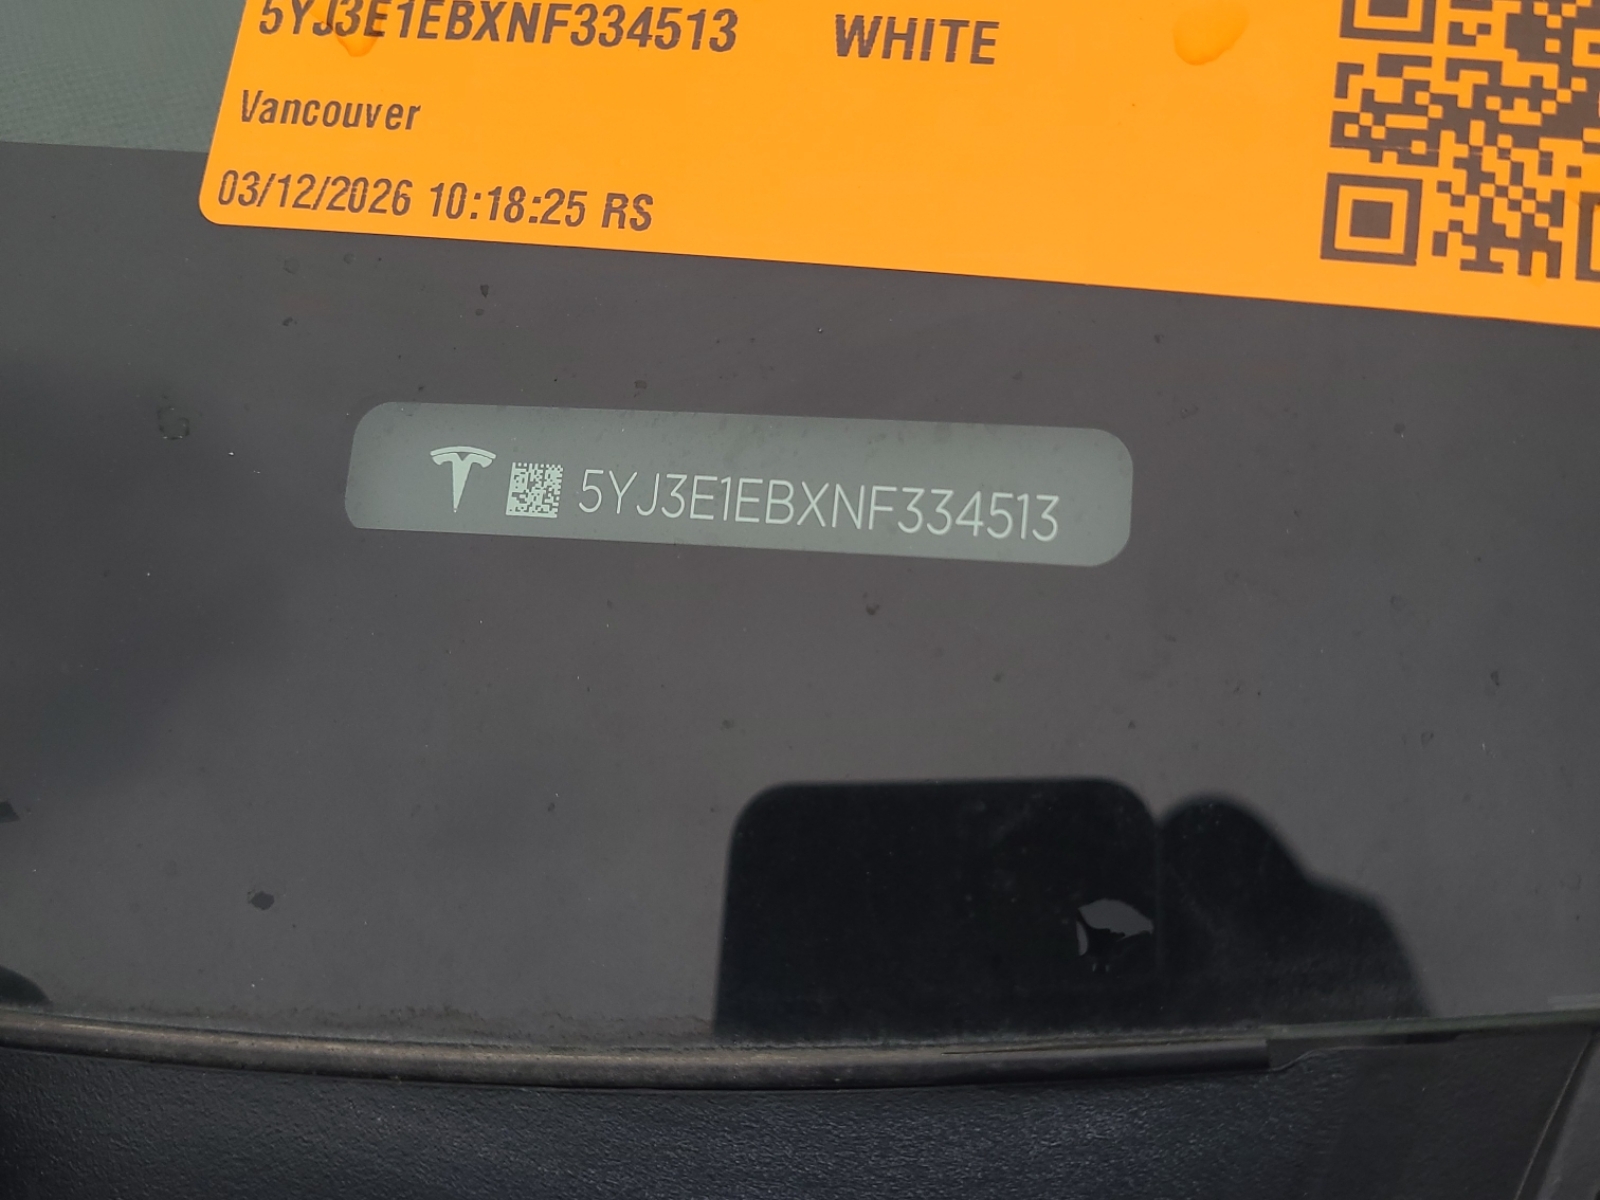 5YJ3E1EBXNF334513 WHITE
Vancouver
03/12/2026 10:18:25 RS
5YJ3E1EBXNF334513